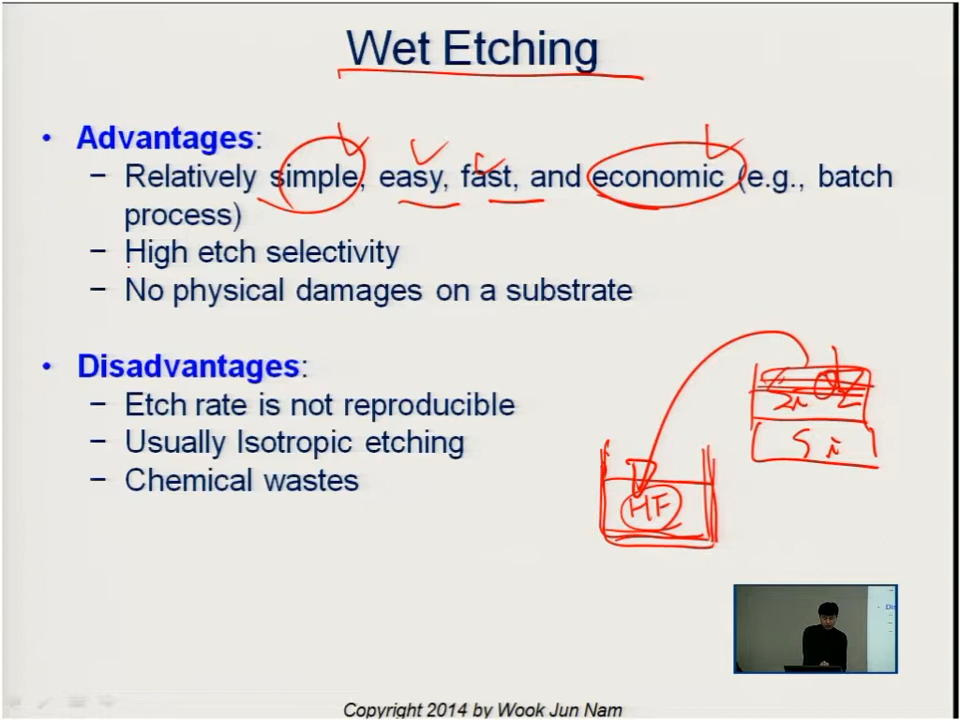 Wet Etching
• Advantages:
– Relatively simple, easy, fast, and economic (e.g., batch
process)
– High etch selectivity
– No physical damages on a substrate
• Disadvantages:
– Etch rate is not reproducible
– Usually Isotropic etching
– Chemical wastes
Si
HF
Copyright 2014 by Wook Jun Nam